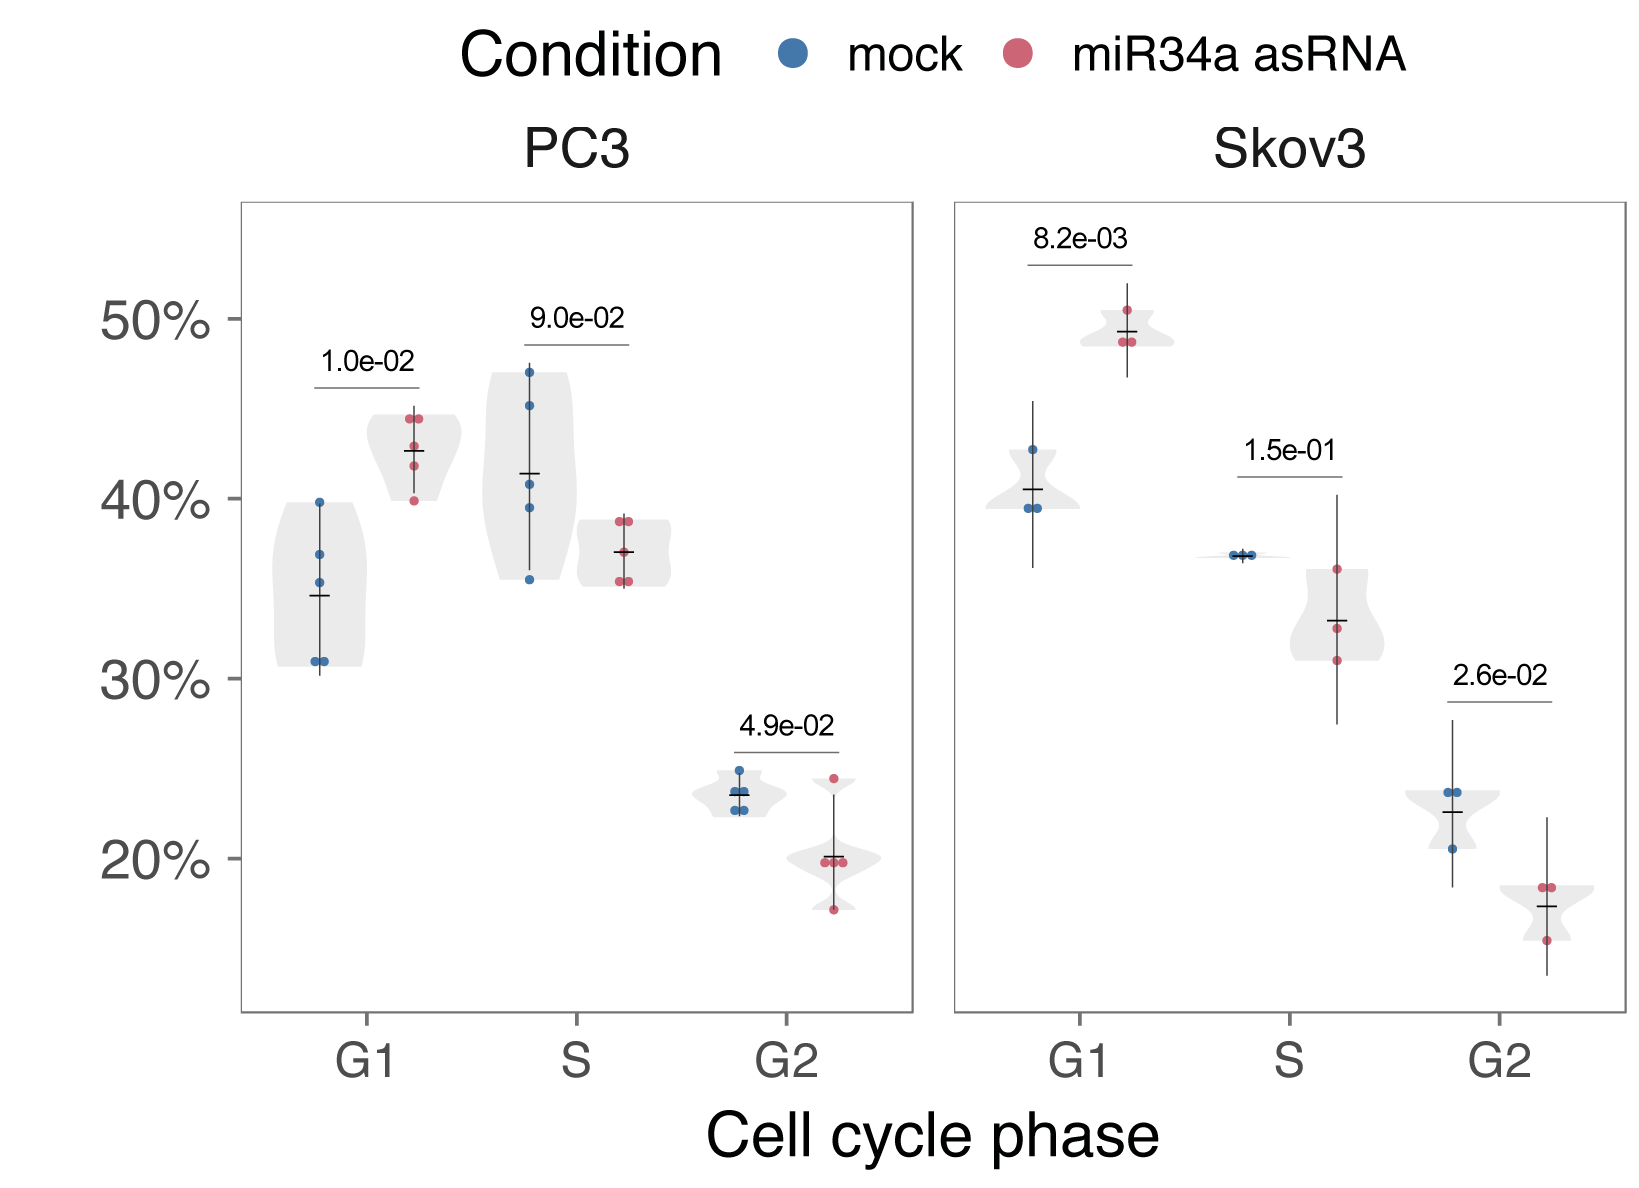 Condition mock miR34a asRNA
PC3 Skov3
8.2e-03
50%
9.0e-02
1.0e-02
40%
1.5e-01
30%
2.6e-02
4.9e-02
20%
G1 S G2 G1 S G2
Cell cycle phase